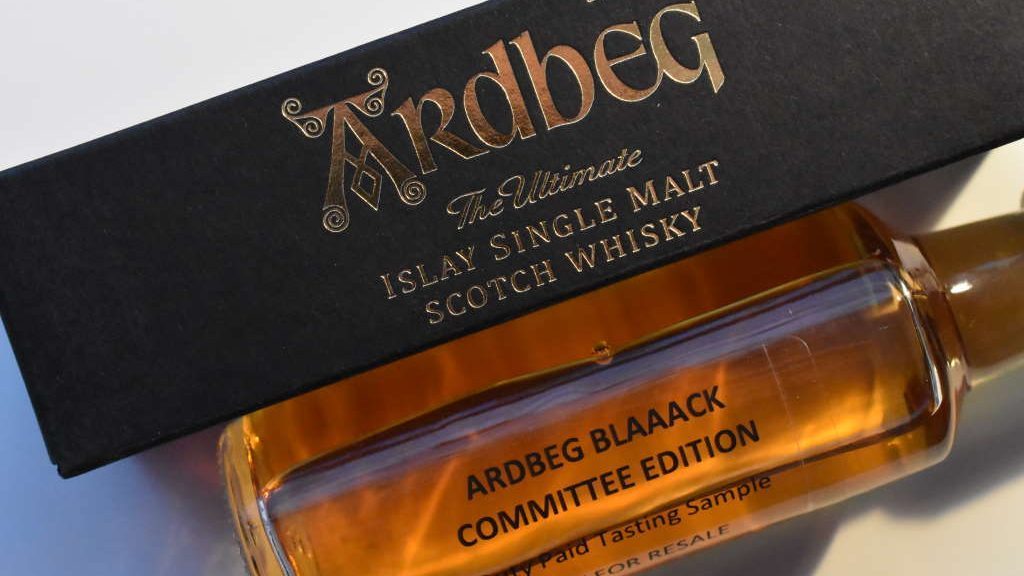 ARDBEG
The Ultimate
ISLAY SINGLE MALT
SCOTCH WHISKY
ARDBEG BLAAACK
COMMITTEE EDITION
Paid Tasting Sample
FOR RESALE